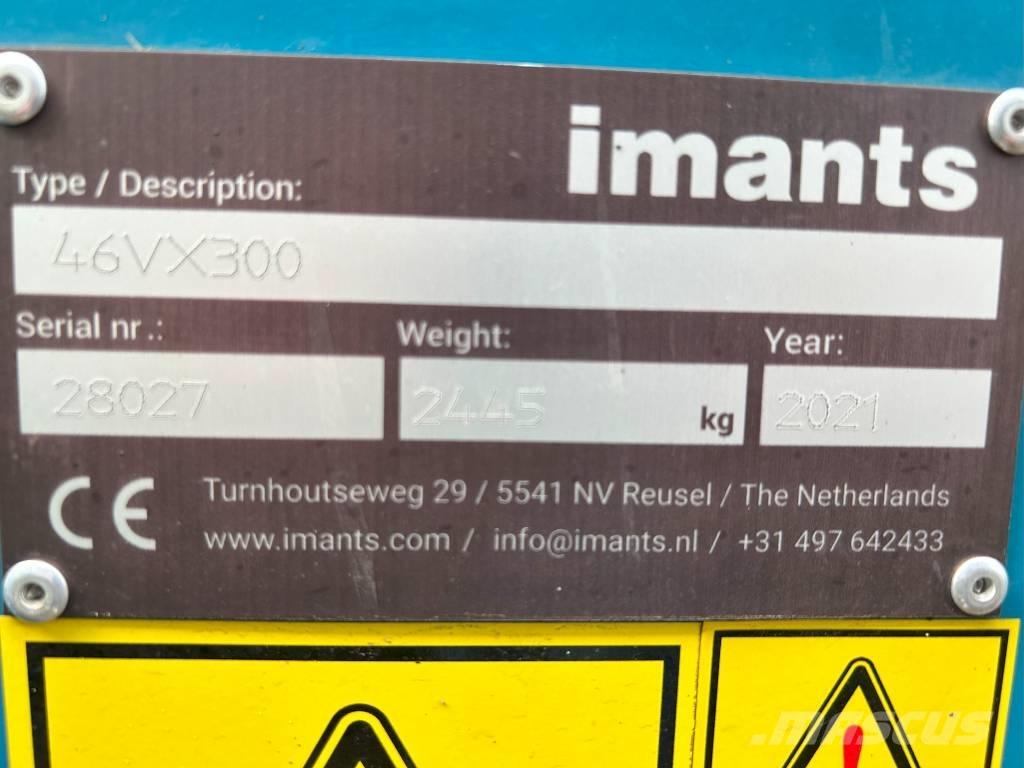 imants
Type / Description:
46VX300
Serial nr.: Weight: Year:
28027 2445 kg 2021
CE Turnhoutseweg 29 / 5541 NV Reusel / The Netherlands
www.imants.com / info@imants.nl / +31 497 642433
MASCUS